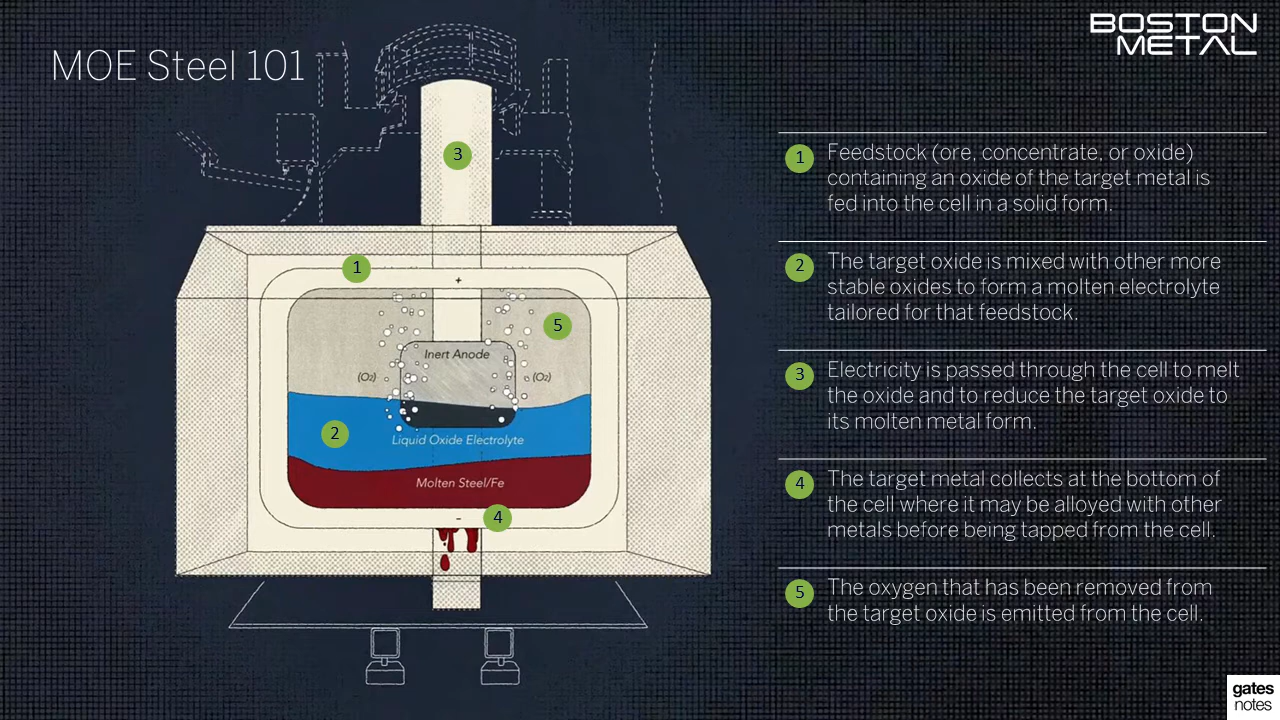 MOE Steel 101
BOSTON
METAL
3
1
+
5
Inert Anode
(O₂)
(O₂)
2
Liquid Oxide Electrolyte
Molten Steel/Fe
-
4
1 Feedstock (ore, concentrate, or oxide)
containing an oxide of the target metal is
fed into the cell in a solid form.
2 The target oxide is mixed with other more
stable oxides to form a molten electrolyte
tailored for that feedstock.
3 Electricity is passed through the cell to melt
the oxide and to reduce the target oxide to
its molten metal form.
4 The target metal collects at the bottom of
the cell where it may be alloyed with other
metals before being tapped from the cell.
5 The oxygen that has been removed from
the target oxide is emitted from the cell.
gates
notes